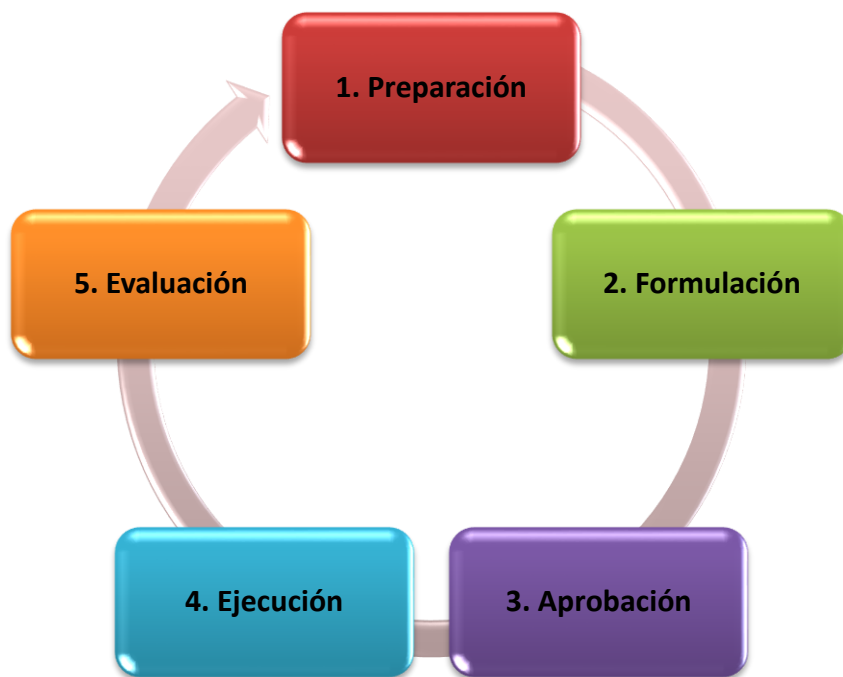 1. Preparación
2. Formulación
3. Aprobación
4. Ejecución
5. Evaluación